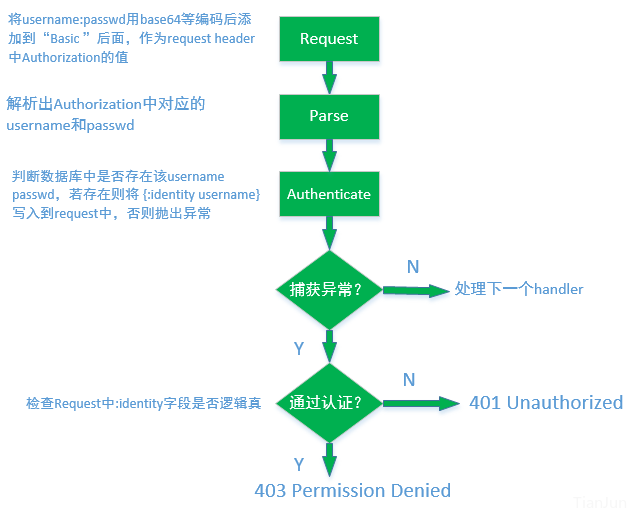 将username:passwd用base64等编码后添
加到“Basic ”后面，作为request header
中Authorization的值
Request
解析出Authorization中对应的
username和passwd
Parse
判断数据库中是否存在该username
passwd，若存在则将 {:identity username}
写入到request中，否则抛出异常
Authenticate
捕获异常？
N
处理下一个handler
Y
检查Request中:identity字段是否逻辑真
通过认证？
N
401 Unauthorized
Y
403 Permission Denied
TianJun